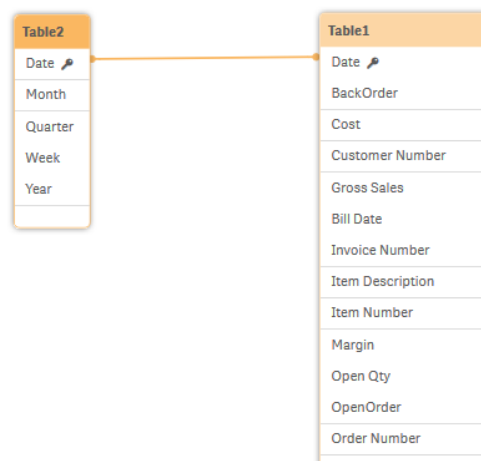 Table2
Date
Month
Quarter
Week
Year
Table1
Date
BackOrder
Cost
Customer Number
Gross Sales
Bill Date
Invoice Number
Item Description
Item Number
Margin
Open Qty
OpenOrder
Order Number